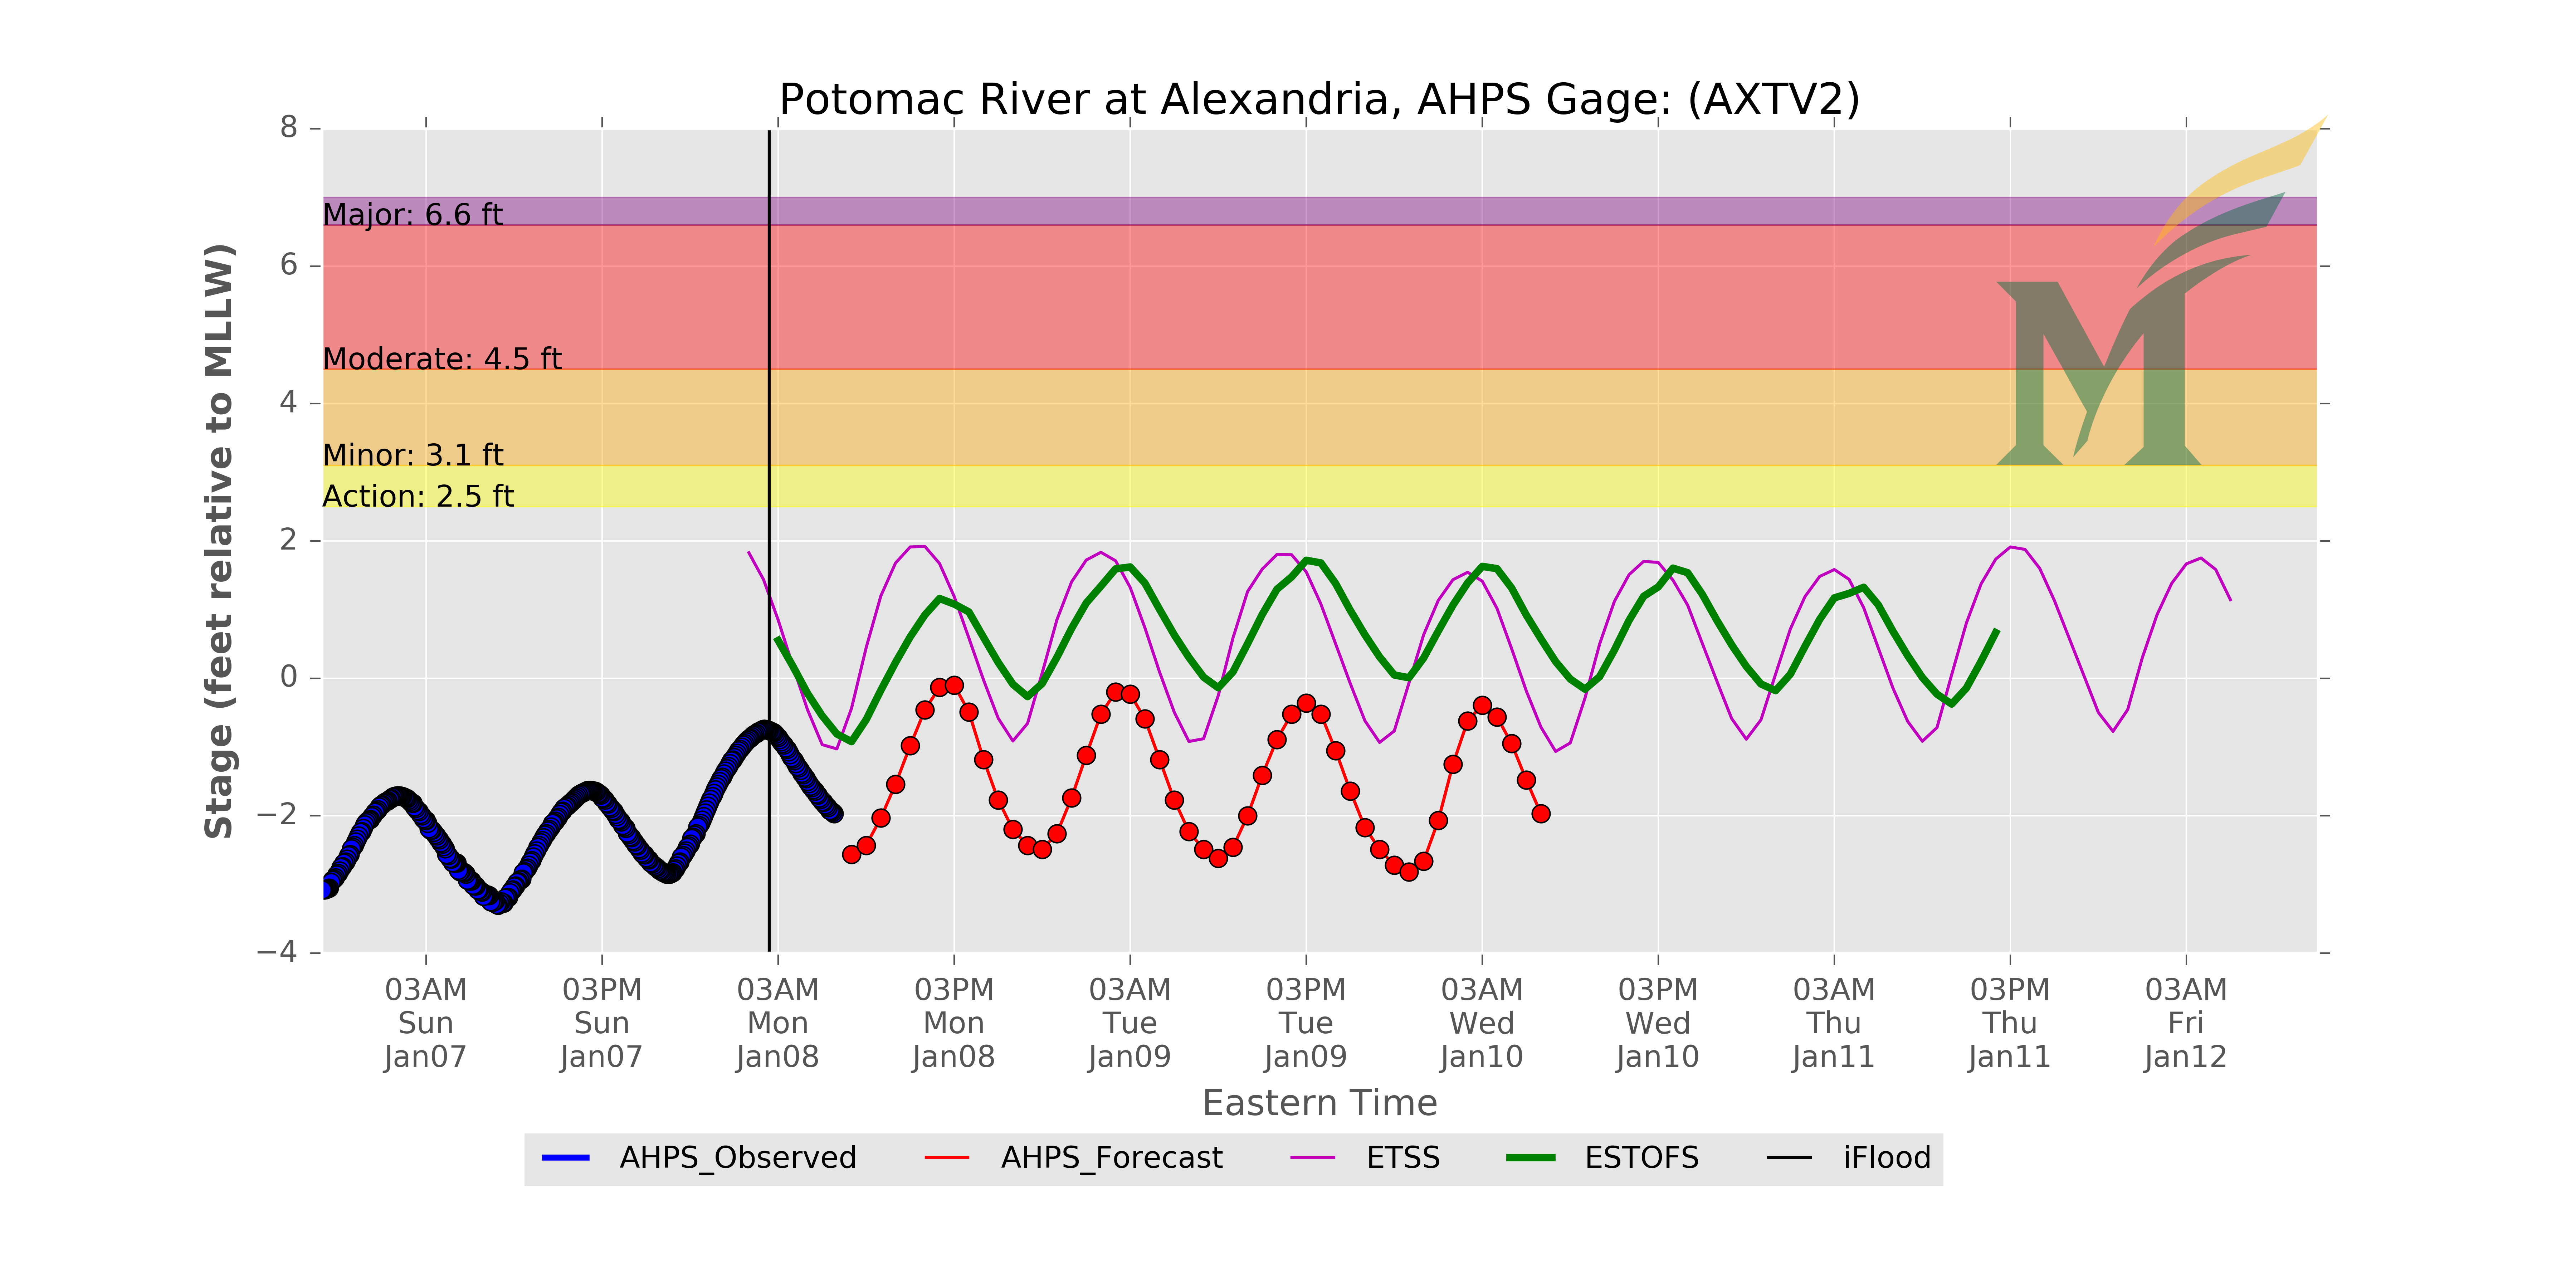 Potomac River at Alexandria, AHPS Gage: (AXTV2)
Stage (feet relative to MLLW)
8
6
4
2
0
−2
−4
Major: 6.6 ft
Moderate: 4.5 ft
Minor: 3.1 ft
Action: 2.5 ft
M
03AM
Sun
Jan07
03PM
Sun
Jan07
03AM
Mon
Jan08
03PM
Mon
Jan08
03AM
Tue
Jan09
03PM
Tue
Jan09
03AM
Wed
Jan10
03PM
Wed
Jan10
03AM
Thu
Jan11
03PM
Thu
Jan11
03AM
Fri
Jan12
Eastern Time
AHPS_Observed
AHPS_Forecast
ETSS
ESTOFS
iFlood